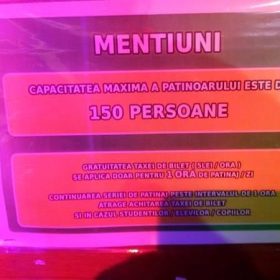 MENTIUNI
CAPACITATEA MAXIMA A PATINOARULUI ESTE D
150 PERSOANE
GRATUITATEA TAXEI DE BILET ( 5LEI / ORA )
SE APLICA DOAR PENTRU 1 ORA DE PATINAJ / ZI
CONTINUAREA SERIEI DE PATINAJ PESTE INTERVALUL DE 1 ORA
ATRAGE ACHITAREA TAXEI DE BILET
SI IN CAZUL STUDENTILOR / ELEVILOR / COPIILOR